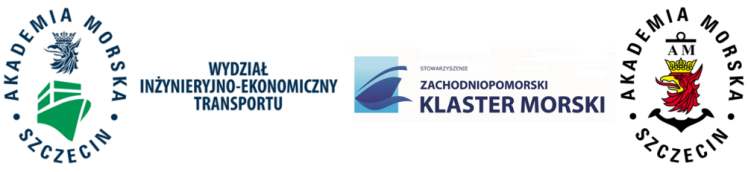 AKADEMIA MORSKA
SZCZECIN
WYDZIAŁ
INŻYNIERYJNO-EKONOMICZNY
TRANSPORTU
STOWARZYSZENIE
ZACHODNIOPOMORSKI
KLASTER MORSKI
AKADEMIA MORSKA
AM
SZCZECIN